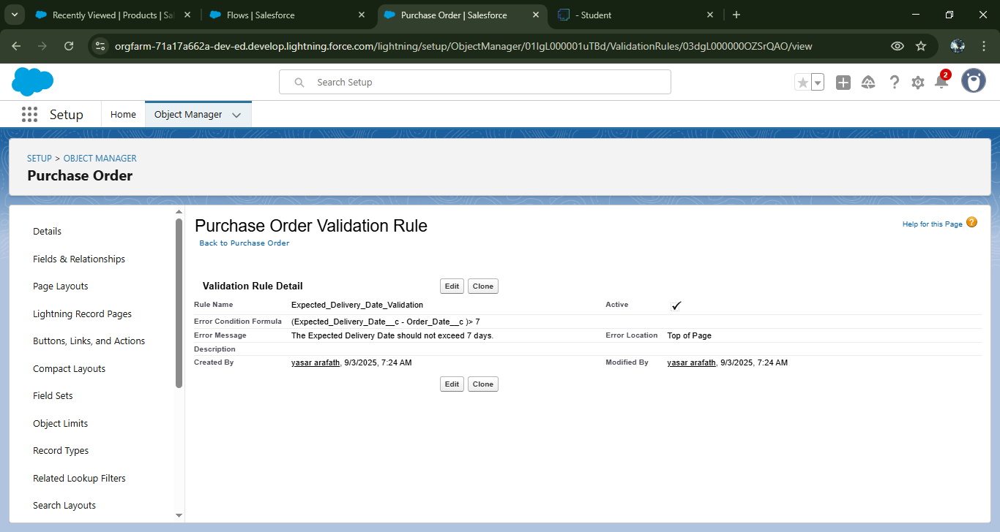 Recently Viewed | Products | Sa
Flows | Salesforce
Purchase Order | Salesforce
- Student
orgfarm-71a17a662a-dev-ed.develop.lightning.force.com/lightning/setup/ObjectManager/01IgL000001uTBd/ValidationRules/03dgL000000OZSrQAO/view
Search Setup
2
Setup
Home
Object Manager
SETUP > OBJECT MANAGER
Purchase Order
Details
Fields & Relationships
Page Layouts
Lightning Record Pages
Buttons, Links, and Actions
Compact Layouts
Field Sets
Object Limits
Record Types
Related Lookup Filters
Search Layouts
Purchase Order Validation Rule
Help for this Page ?
Back to Purchase Order
Validation Rule Detail Edit Clone
Rule Name Expected_Delivery_Date_Validation Active
Error Condition Formula (Expected_Delivery_Date__c - Order_Date__c )> 7
Error Message The Expected Delivery Date should not exceed 7 days. Error Location Top of Page
Description
Created By yasar arafath, 9/3/2025, 7:24 AM Modified By yasar arafath, 9/3/2025, 7:24 AM
Edit Clone